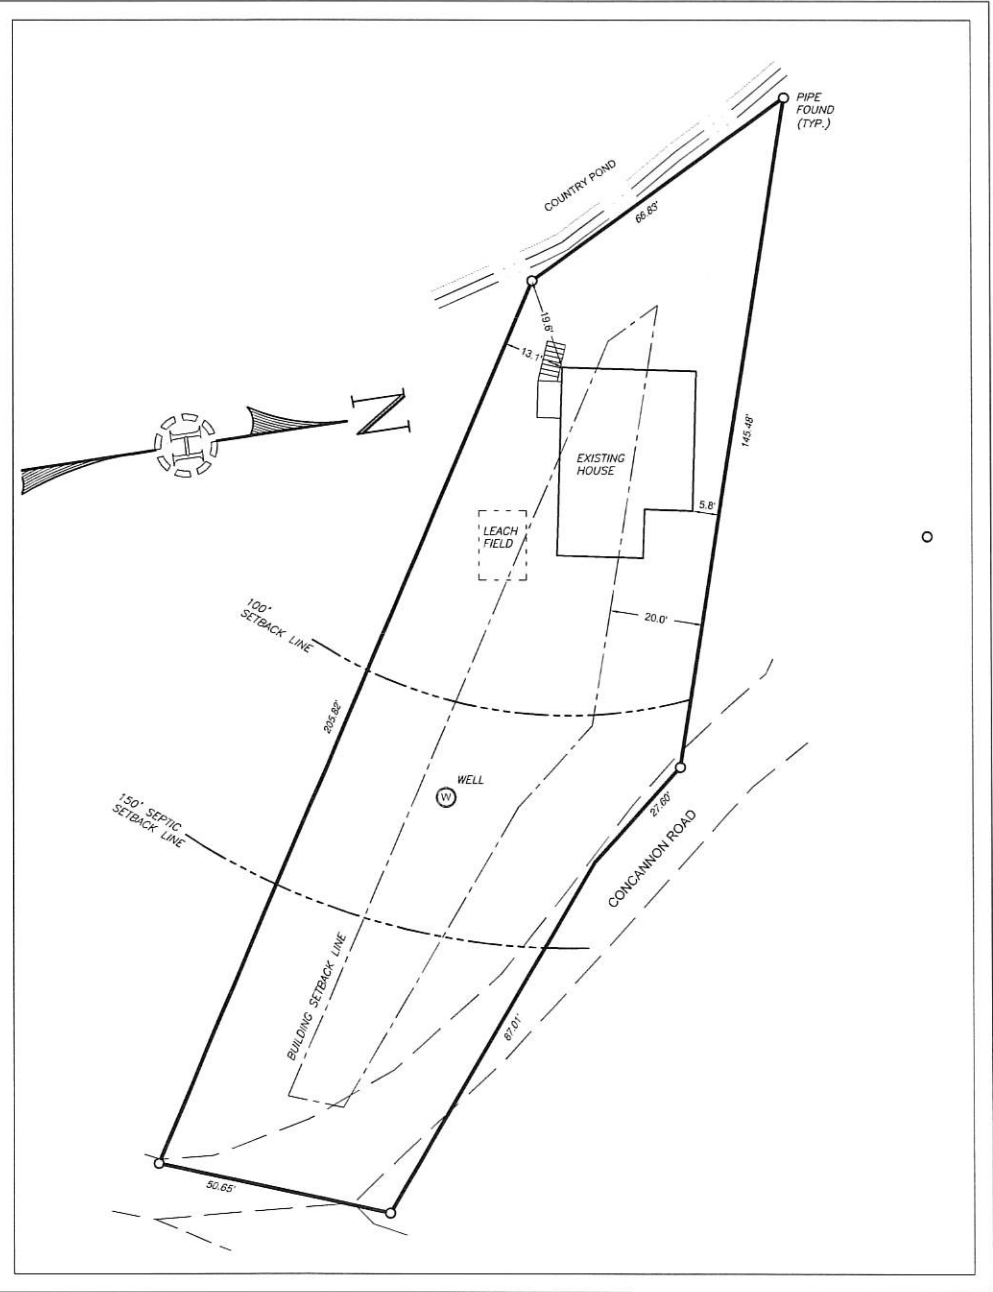 PIPE
FOUND
(TYP.)
COUNTRY POND
66.83'
19.6'
13.1'
N
145.48'
EXISTING
HOUSE
5.8'
LEACH
FIELD
100'
SETBACK LINE
20.0'
205.82'
WELL
W
27.60'
150' SEPTIC
SETBACK LINE
CONCANNON ROAD
BUILDING SETBACK LINE
67.01'
50.65'